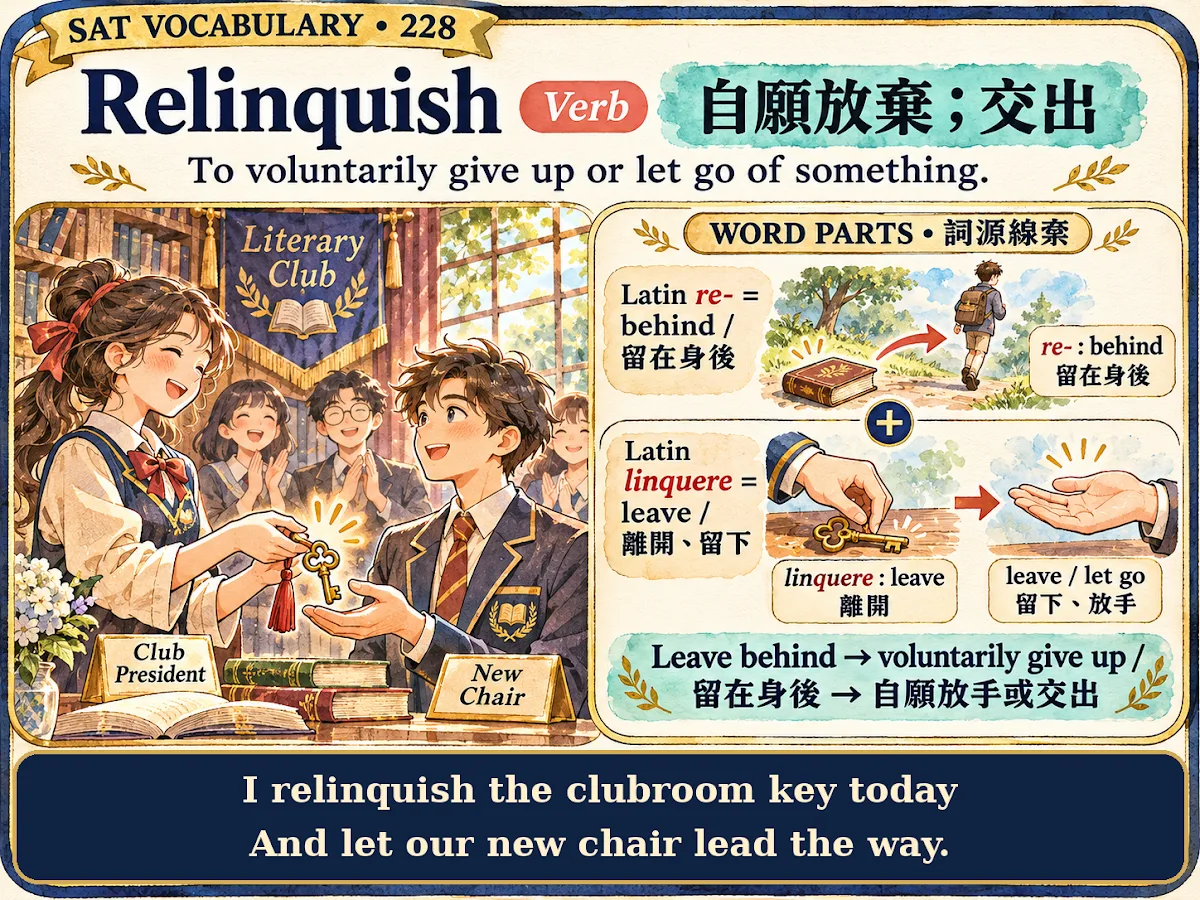 SAT VOCABULARY • 228
Relinquish
Verb
自願放棄；交出
To voluntarily give up or let go of something.
Literary
Club
Club
President
New
Chair
WORD PARTS • 詞源線索
Latin re- =
behind /
留在身後
re- : behind
留在身後
+
Latin
linquere =
leave /
離開、留下
linquere : leave
離開
leave / let go
留下、放手
Leave behind → voluntarily give up /
留在身後 → 自願放手或交出
I relinquish the clubroom key today
And let our new chair lead the way.